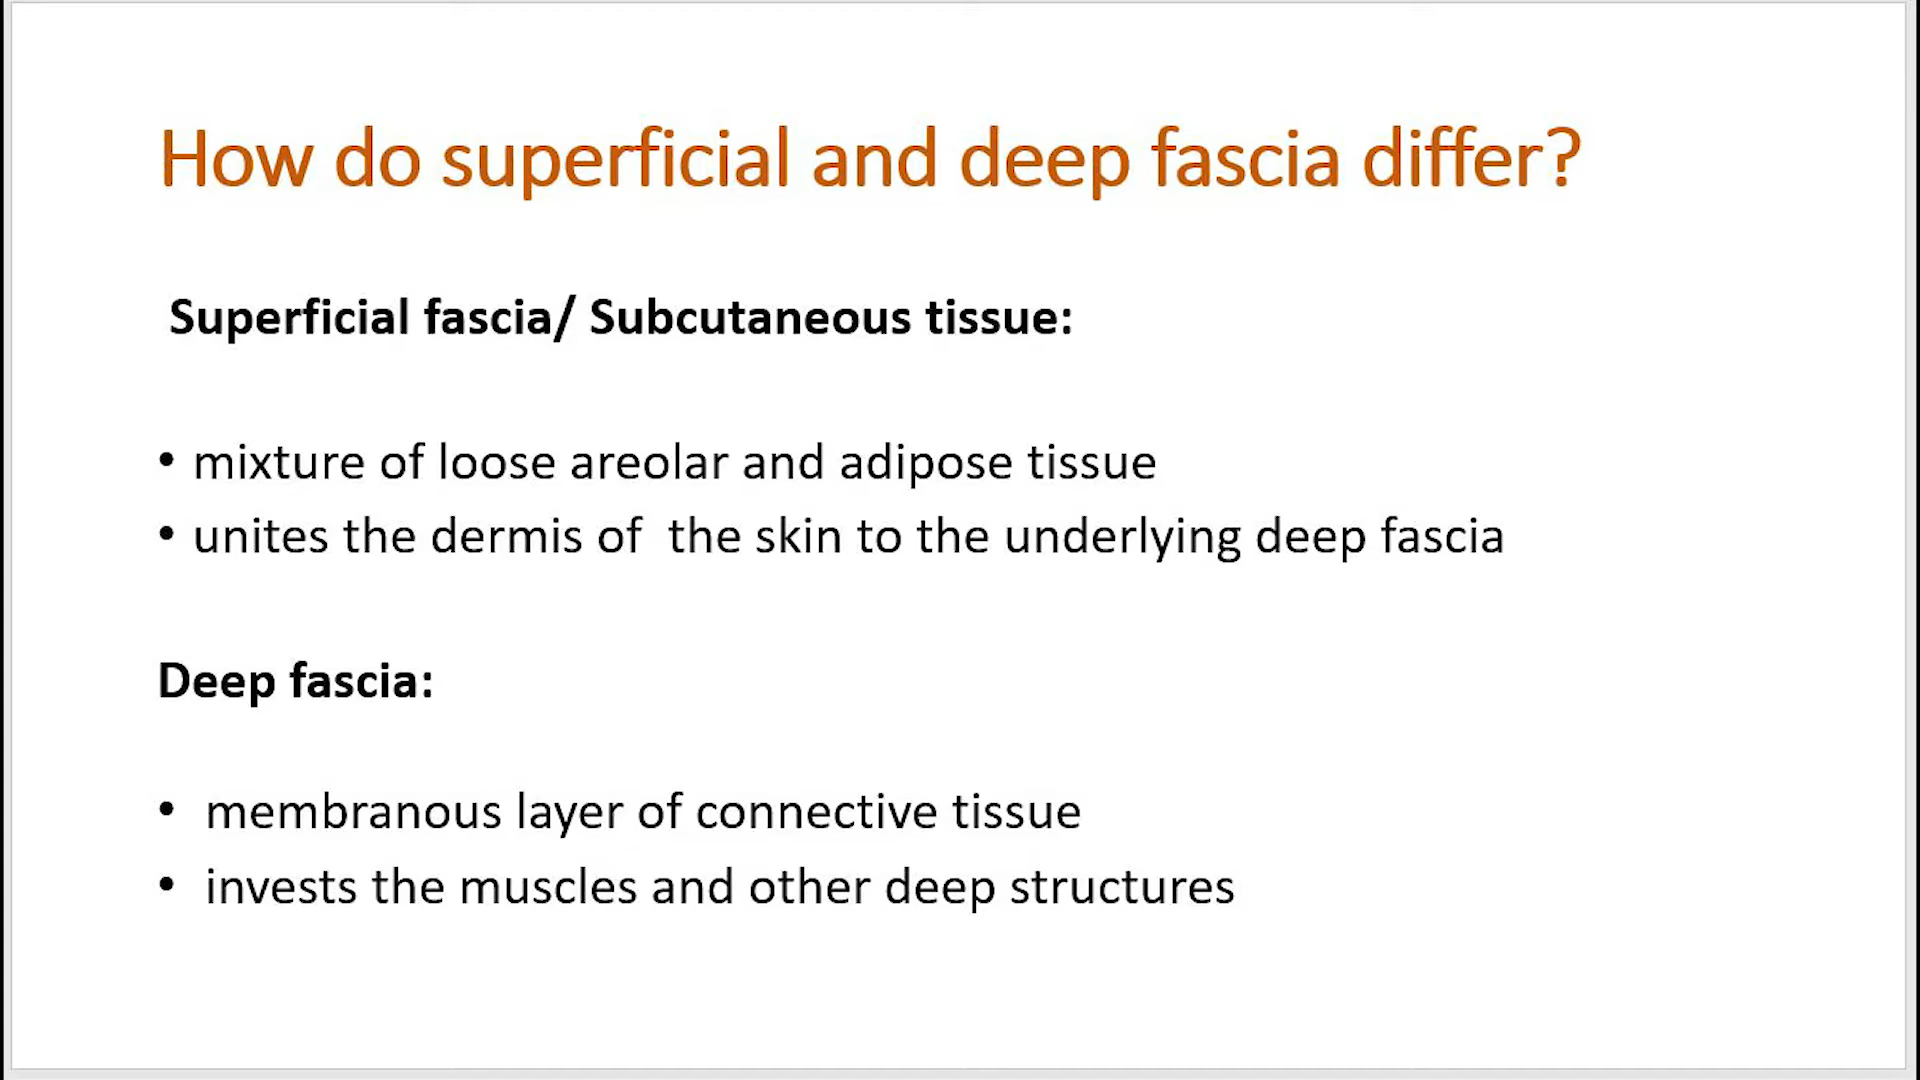 How do superficial and deep fascia differ?
Superficial fascia/ Subcutaneous tissue:
• mixture of loose areolar and adipose tissue
• unites the dermis of  the skin to the underlying deep fascia
Deep fascia:
• membranous layer of connective tissue
• invests the muscles and other deep structures